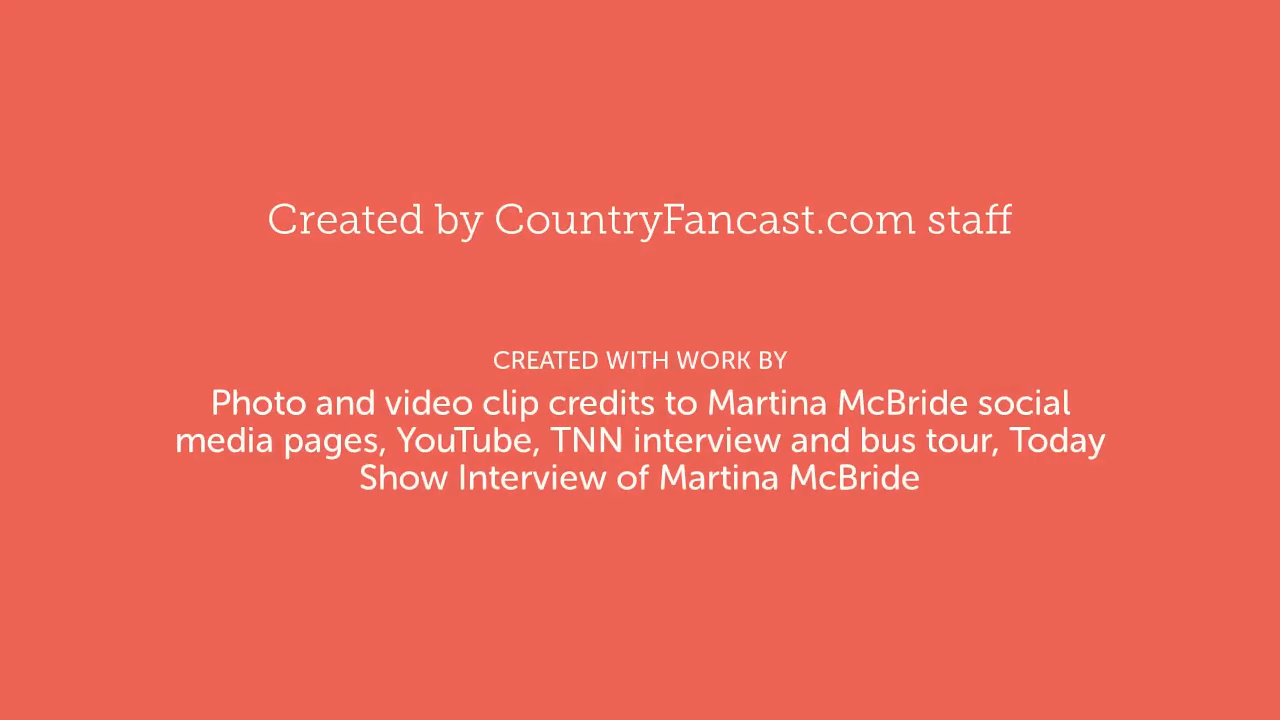 Created by CountryFancast.com staff
CREATED WITH WORK BY
Photo and video clip credits to Martina McBride social
media pages, YouTube, TNN interview and bus tour, Today
Show Interview of Martina McBride